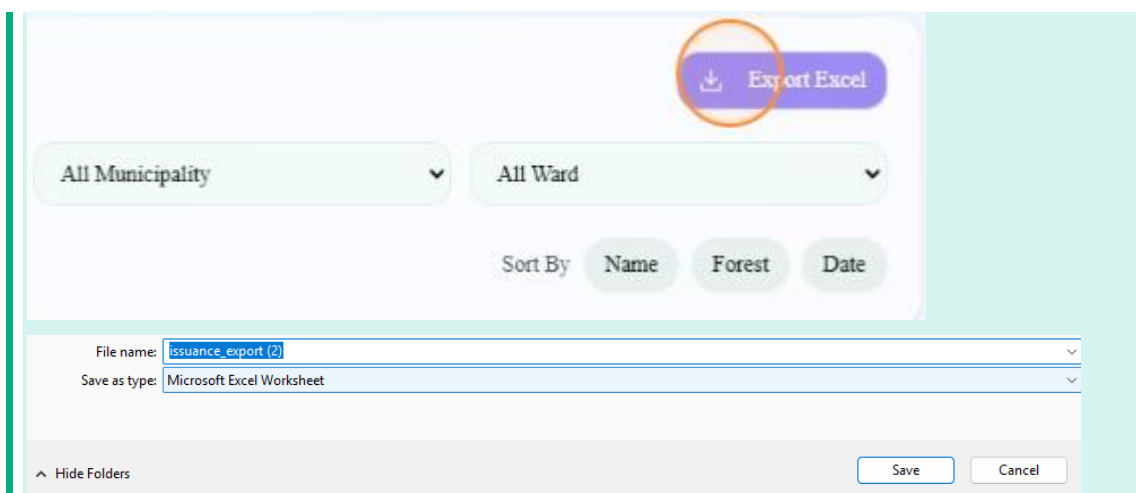 Export Excel
All Municipality All Ward
Sort By Name Forest Date
File name: issuance_export (2)
Save as type: Microsoft Excel Worksheet
Hide Folders Save Cancel